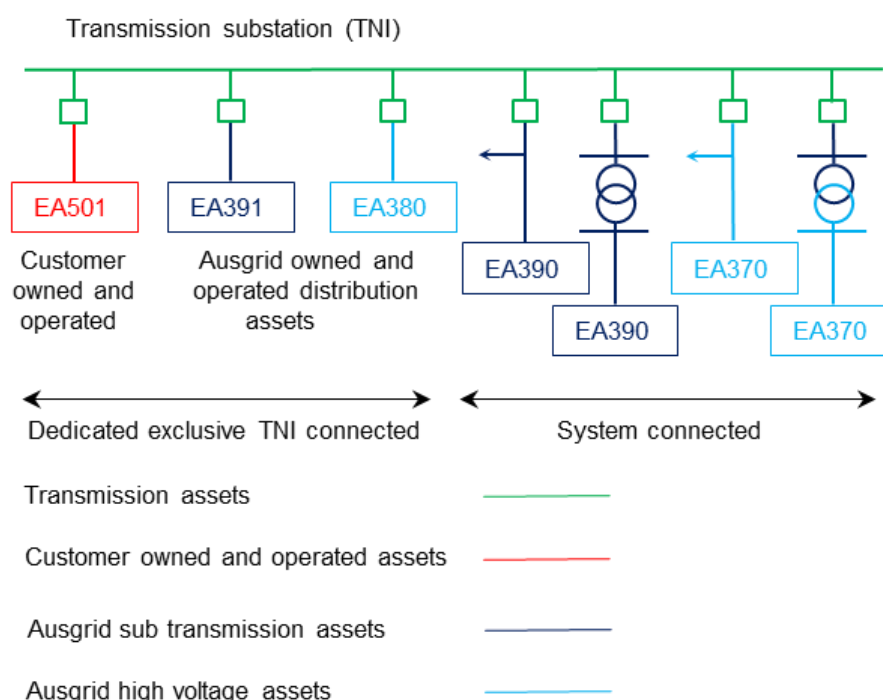 Transmission substation (TNI)
EA501
EA391
EA380
EA390
EA370
EA390
EA370
Customer
owned and
operated
Ausgrid owned and
operated distribution
assets
Dedicated exclusive TNI connected
System connected
Transmission assets
Customer owned and operated assets
Ausgrid sub transmission assets
Ausgrid high voltage assets